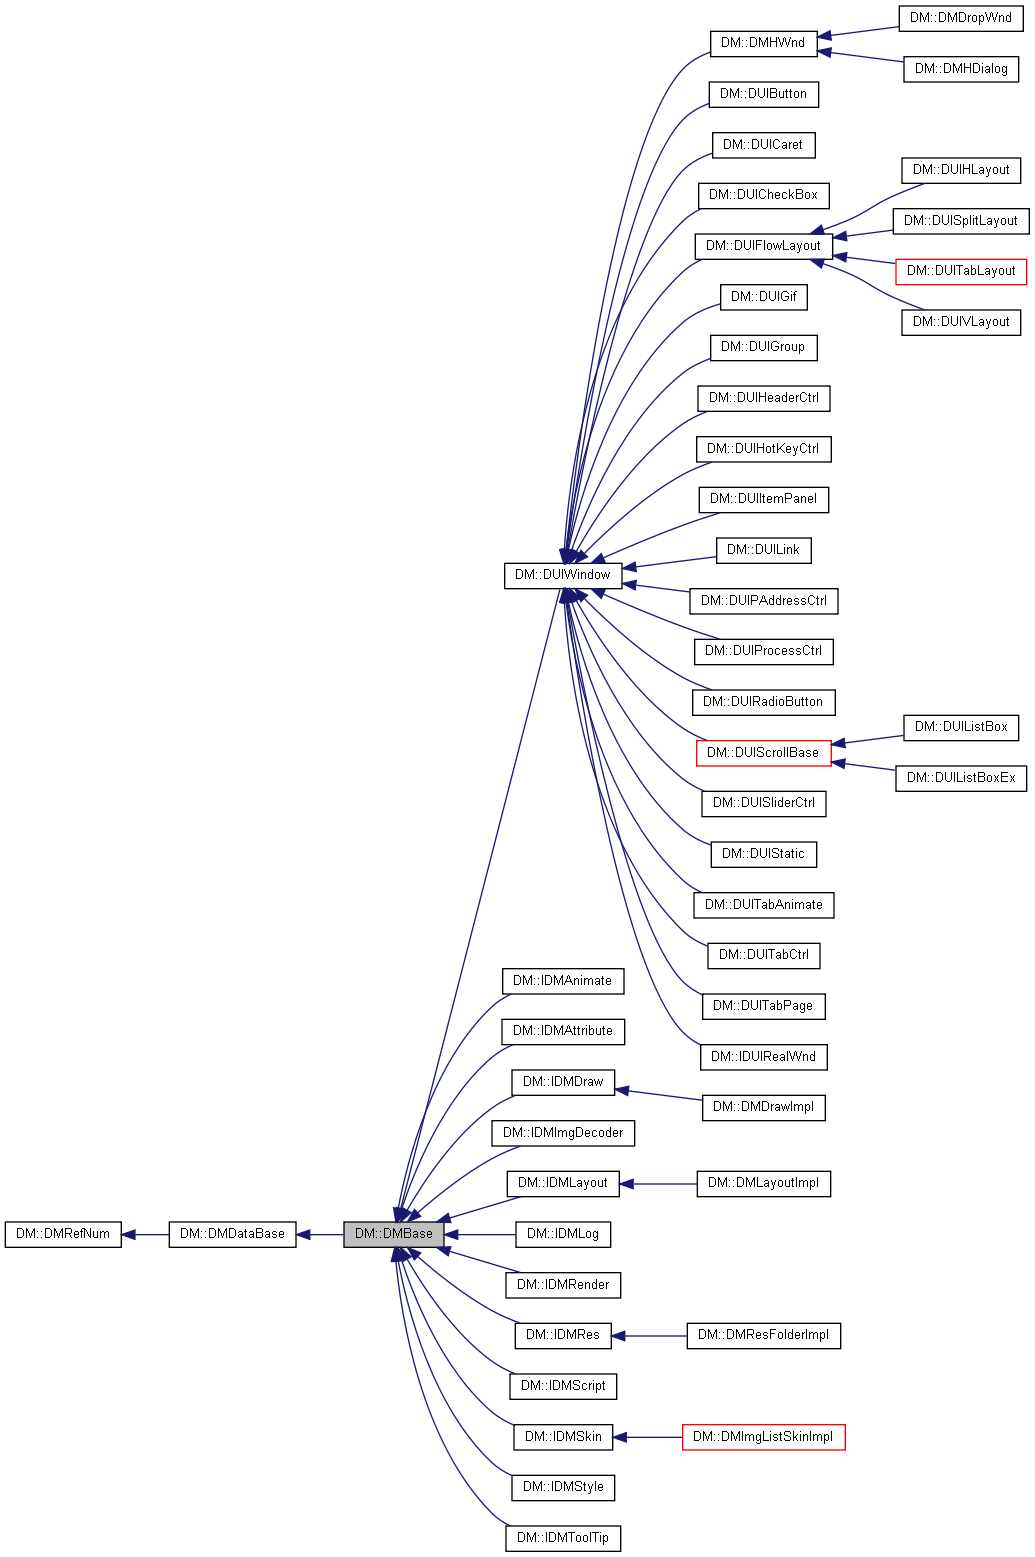 DM::DMDropWnd
DM::DMHWnd
DM::DMHDialog
DM::DUIButton
DM::DUICaret
DM::DUIHLayout
DM::DUICheckBox
DM::DUISplitLayout
DM::DUIFlowLayout
DM::DUITabLayout
DM::DUIGif
DM::DUIVLayout
DM::DUIGroup
DM::DUIHeaderCtrl
DM::DUIHotKeyCtrl
DM::DUIItemPanel
DM::DUILink
DM::DUIWindow
DM::DUIPAddressCtrl
DM::DUIProcessCtrl
DM::DUIRadioButton
DM::DUIListBox
DM::DUIScrollBase
DM::DUIListBoxEx
DM::DUISliderCtrl
DM::DUIStatic
DM::DUITabAnimate
DM::DUITabCtrl
DM::IDMAnimate
DM::DUITabPage
DM::IDMAttribute
DM::IDUIRealWnd
DM::IDMDraw
DM::DMDrawImpl
DM::IDMImgDecoder
DM::IDMLayout
DM::DMLayoutImpl
DM::DMRefNum
DM::DMDataBase
DM::DMBase
DM::IDMLog
DM::IDMRender
DM::IDMRes
DM::DMResFolderImpl
DM::IDMScript
DM::IDMSkin
DM::DMImgListSkinImpl
DM::IDMStyle
DM::IDMToolTip